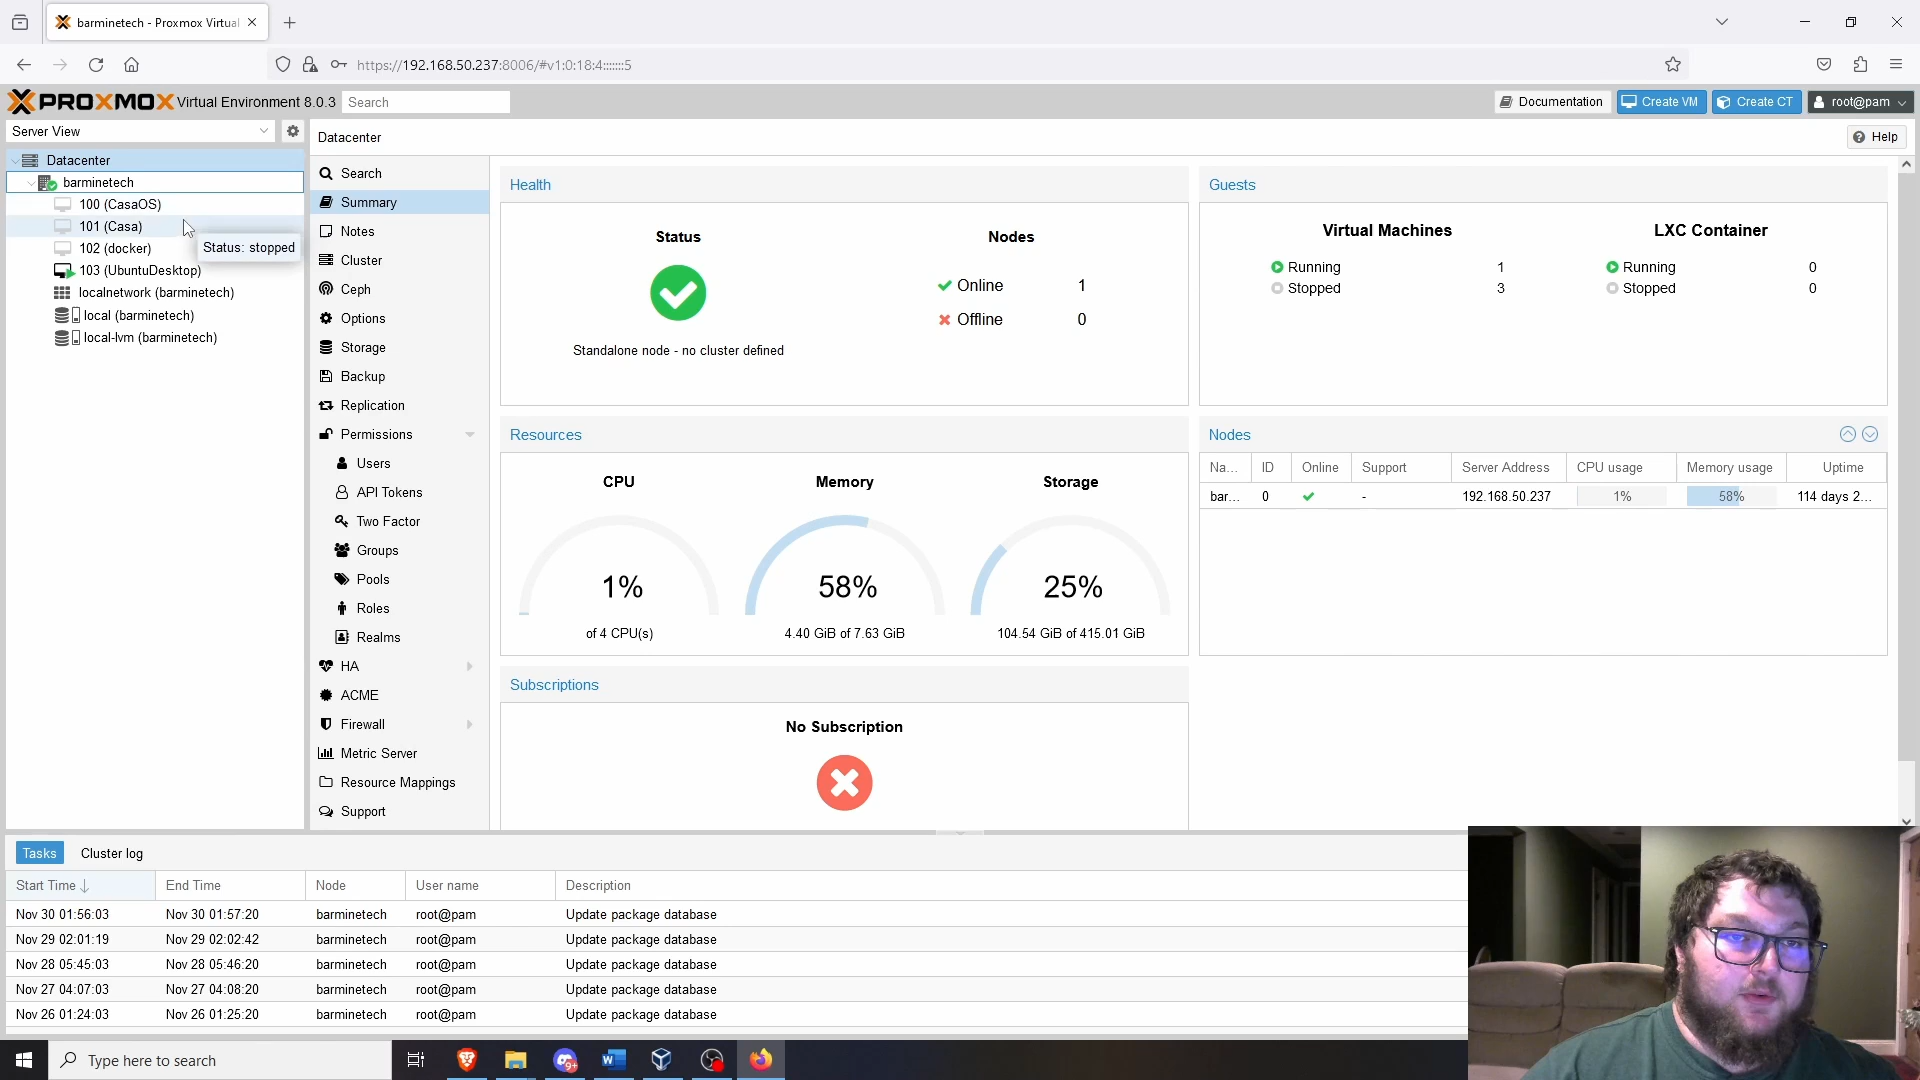 barminetech - Proxmox Virtual
https://192.168.50.237:8006/#v1:0:18:4:::::::5
PROXMOX Virtual Environment 8.0.3
Search
Documentation
Create VM
Create CT
root@pam
Server View
Datacenter
Help
Datacenter
barminetech
100 (CasaOS)
101 (Casa)
102 (docker)
Status: stopped
103 (UbuntuDesktop)
localnetwork (barminetech)
local (barminetech)
local-lvm (barminetech)
Search
Summary
Notes
Cluster
Ceph
Options
Storage
Backup
Replication
Permissions
Users
API Tokens
Two Factor
Groups
Pools
Roles
Realms
HA
ACME
Firewall
Metric Server
Resource Mappings
Support
Health
Status
Nodes
Online 1
Offline 0
Standalone node - no cluster defined
Guests
Virtual Machines
LXC Container
Running 1
Running 0
Stopped 3
Stopped 0
Resources
CPU
Memory
Storage
1%
58%
25%
of 4 CPU(s)
4.40 GiB of 7.63 GiB
104.54 GiB of 415.01 GiB
Nodes
Na... ID Online Support Server Address CPU usage Memory usage Uptime
bar... 0 - 192.168.50.237 1% 58% 114 days 2...
Subscriptions
No Subscription
Tasks
Cluster log
Start Time End Time Node User name Description
Nov 30 01:56:03 Nov 30 01:57:20 barminetech root@pam Update package database
Nov 29 02:01:19 Nov 29 02:02:42 barminetech root@pam Update package database
Nov 28 05:45:03 Nov 28 05:46:20 barminetech root@pam Update package database
Nov 27 04:07:03 Nov 27 04:08:20 barminetech root@pam Update package database
Nov 26 01:24:03 Nov 26 01:25:20 barminetech root@pam Update package database
Type here to search
9+